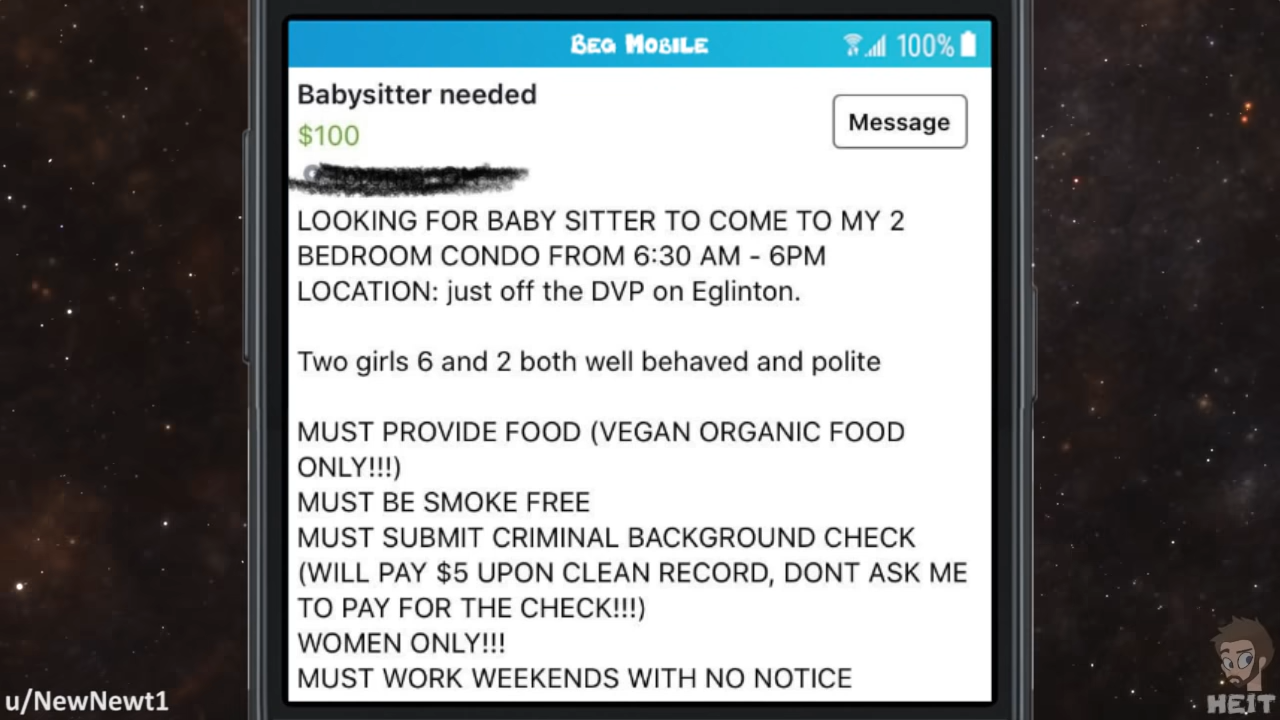 BEG MOBILE
100%
Babysitter needed
Message
$100
LOOKING FOR BABY SITTER TO COME TO MY 2
BEDROOM CONDO FROM 6:30 AM - 6PM
LOCATION: just off the DVP on Eglinton.
Two girls 6 and 2 both well behaved and polite
MUST PROVIDE FOOD (VEGAN ORGANIC FOOD
ONLY!!!)
MUST BE SMOKE FREE
MUST SUBMIT CRIMINAL BACKGROUND CHECK
(WILL PAY $5 UPON CLEAN RECORD, DONT ASK ME
TO PAY FOR THE CHECK!!!)
WOMEN ONLY!!!
MUST WORK WEEKENDS WITH NO NOTICE
u/NewNewt1
HEIT